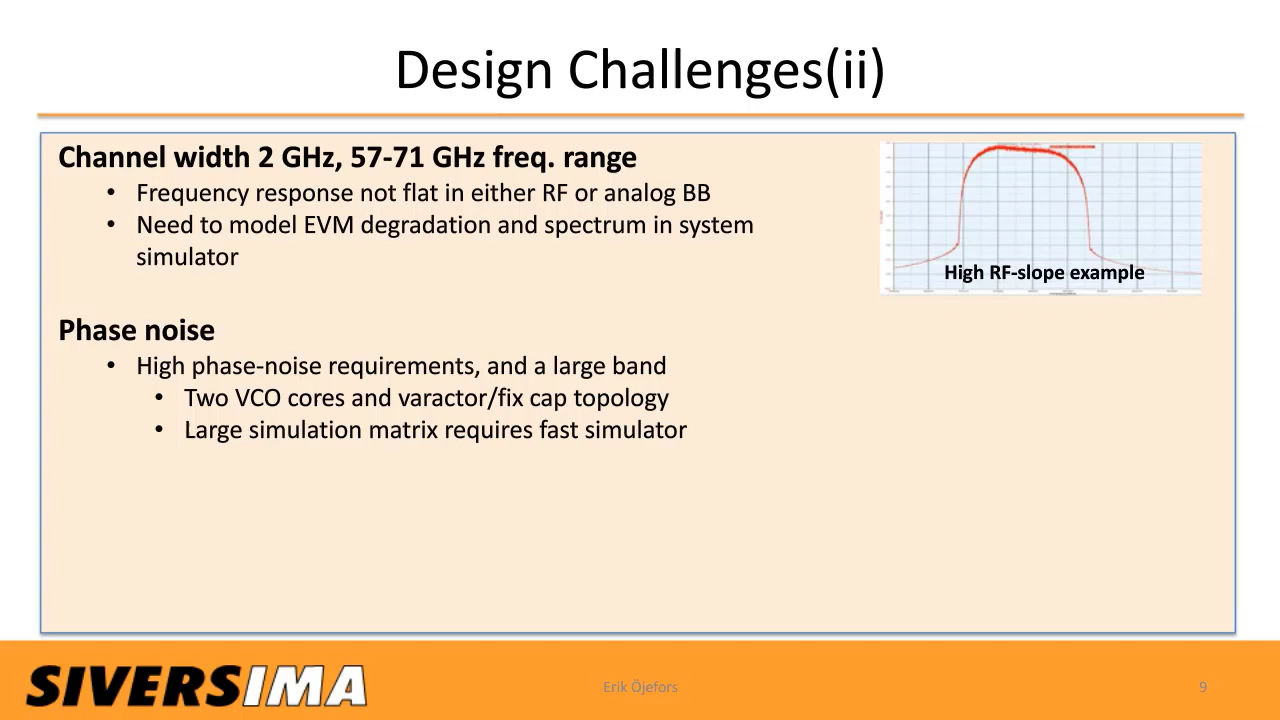 Design Challenges(ii)
Channel width 2 GHz, 57-71 GHz freq. range
• Frequency response not flat in either RF or analog BB
• Need to model EVM degradation and spectrum in system
simulator
High RF-slope example
Phase noise
• High phase-noise requirements, and a large band
• Two VCO cores and varactor/fix cap topology
• Large simulation matrix requires fast simulator
SIVERSIMA
Erik Öjefors
9